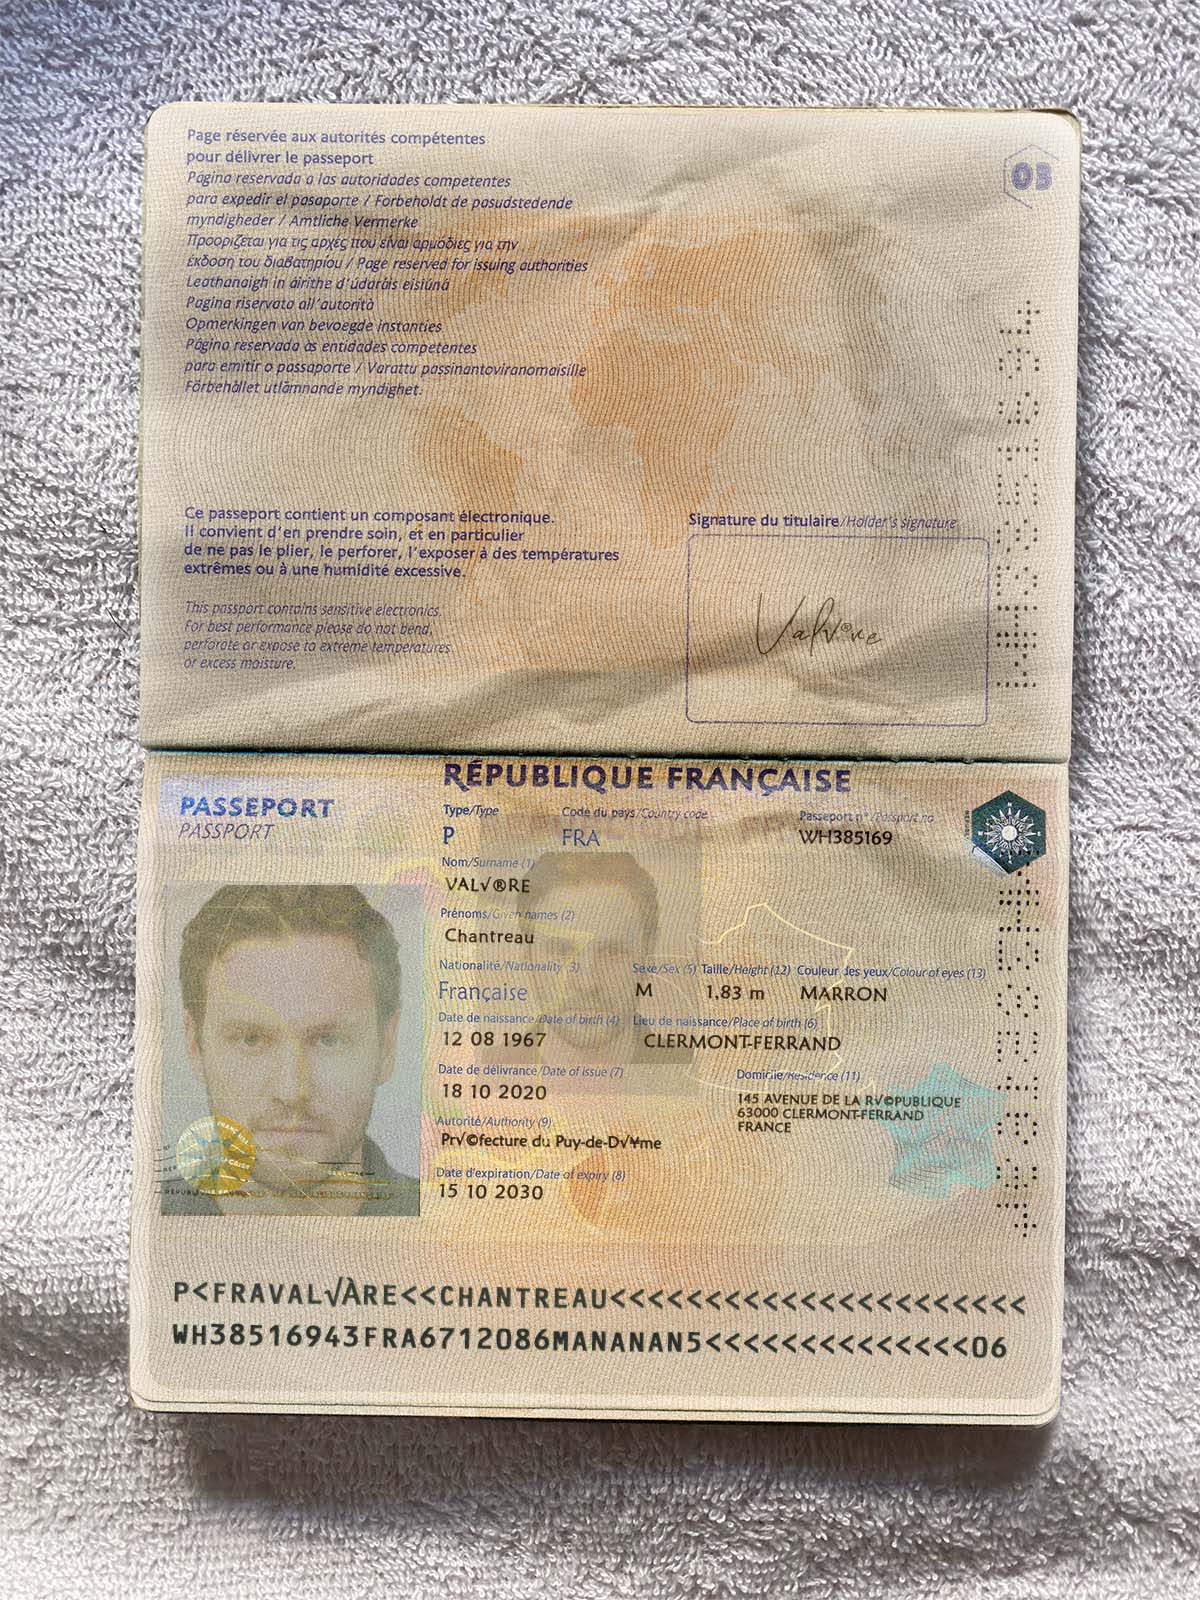 Page réservée aux autorités compétentes
pour délivrer le passeport
03
Pagina reservada a las autoridades competentes
para expedir el pasaporte / Forbeholdt de pasudstedende
myndigheder / Amtliche Vermerke
Προορίζεται για τις αρχές που είναι αρμόδιες για την
έκδοση του διαβατηρίου / Page reserved for issuing authorities
Leathanaigh in áirithe d'údaráis eisiúna
Pagina riservata all'autorità
Opmerkingen van bevoegde instanties
Página reservada às entidades competentes
para emitir o passaporte / Varattu passinantoviranomaisille
Förbehållet utlämnande myndighet.
Ce passeport contient un composant électronique.
Il convient d'en prendre soin, et en particulier
de ne pas le plier, le perforer, l'exposer à des températures
extrêmes ou à une humidité excessive.
This passport contains sensitive electronics.
For best performance please do not bend,
perforate or expose to extreme temperatures
or excess moisture.
Signature du titulaire/Holder's signature
Val√®re
RÉPUBLIQUE FRANÇAISE
PASSEPORT
PASSPORT
Type/Type
Code du pays/Country code
Passeport n°/Passport no
P
FRA
WH385169
Nom/Surname (1)
VAL√®RE
Prénoms/Given names (2)
Chantreau
Nationalité/Nationality (3)
Sexe/Sex (5) Taille/Height (12) Couleur des yeux/Colour of eyes (13)
Française
M
1,83 m
MARRON
Date de naissance/Date of birth (4)
Lieu de naissance/Place of birth (6)
12 08 1967
CLERMONT-FERRAND
Date de délivrance/Date of issue (7)
Domicile/Residence (11)
18 10 2020
145 AVENUE DE LA R√©PUBLIQUE
63000 CLERMONT-FERRAND
FRANCE
Autorité/Authority (9)
Pr√©fecture du Puy-de-D√¥me
Date d'expiration/Date of expiry (8)
15 10 2030
P<FRAVAL√ÀRE<<CHANTREAU<<<<<<<<<<<<<<<<<<<<<<
WH38516943FRA6712086MANANAN5<<<<<<<<<<<<<<06